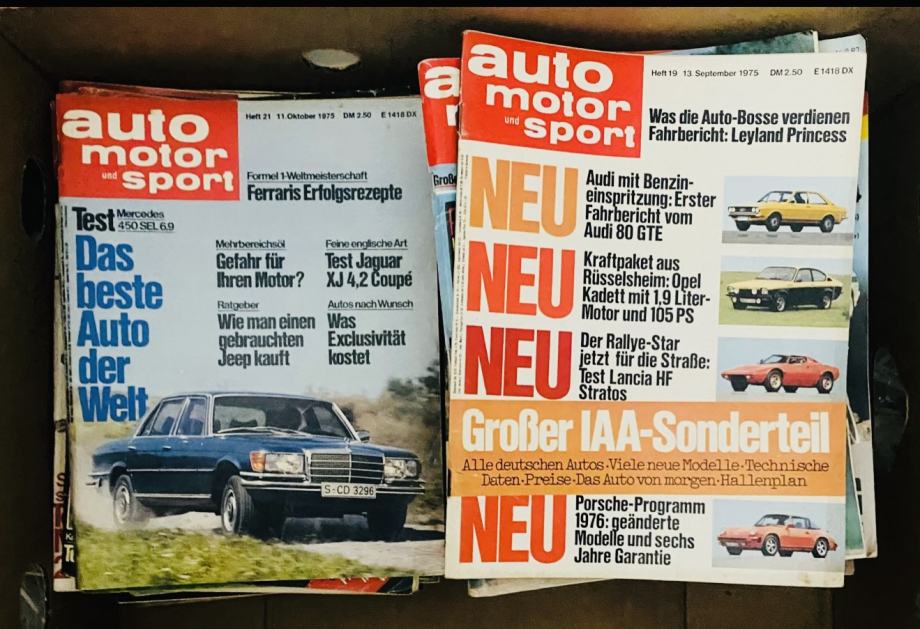 auto
motor
und sport
Heft 21 11. Oktober 1975 DM 2.50 E 1418 DX
Formel 1-Weltmeisterschaft
Ferraris Erfolgsrezepte
Test Mercedes
450 SEL 6.9
Das
beste
Auto
der
Welt
Mehrbereichsöl
Gefahr für
Ihren Motor?
Feine englische Art
Test Jaguar
XJ 4,2 Coupé
Ratgeber
Wie man einen
gebrauchten
Jeep kauft
Autos nach Wunsch
Was
Exklusivität
kostet
S-CD 3296
auto
motor
und sport
Heft 19 13. September 1975 DM 2.50 E 1418 DX
Was die Auto-Bosse verdienen
Fahrbericht: Leyland Princess
NEU
Audi mit Benzin-
einspritzung: Erster
Fahrbericht vom
Audi 80 GTE
NEU
Kraftpaket aus
Rüsselsheim: Opel
Kadett mit 1,9 Liter-
Motor und 105 PS
NEU
Der Rallye-Star
jetzt für die Straße:
Test Lancia HF
Stratos
Großer IAA-Sonderteil
Alle deutschen Autos·Viele neue Modelle·Technische
Daten·Preise·Das Auto von morgen·Hallenplan
NEU
Porsche-Programm
1976: geänderte
Modelle und sechs
Jahre Garantie